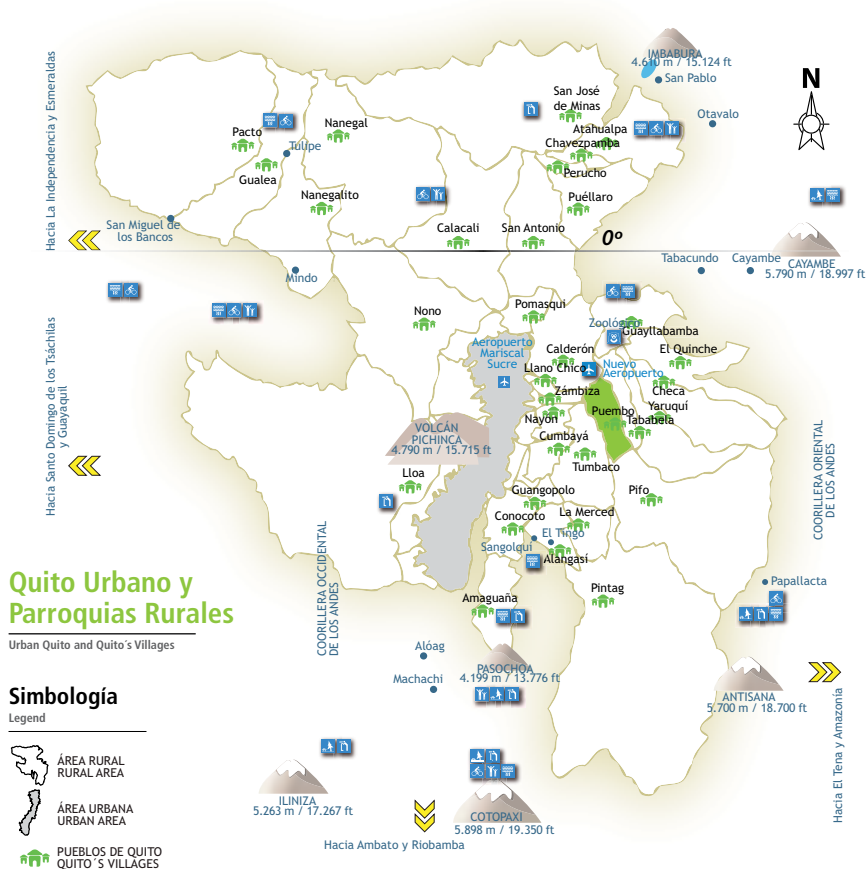 IMBABURA
4.610 m / 15.124 ft
San Pablo
N
San José
de Minas
Otavalo
Nanegal
Pacto
Atahualpa
Chavezpamba
Tulipe
Gualea
Perucho
Nanegalito
Puéllaro
San Miguel de
los Bancos
Calacali
San Antonio
0º
Hacia La Independencia y Esmeraldas
Tabacundo
Cayambe
CAYAMBE
5.790 m / 18.997 ft
Mindo
Nono
Pomasqui
Zoológico
Guayllabamba
Aeropuerto
Mariscal
Sucre
Calderón
El Quinche
Llano Chico
Nuevo
Aeropuerto
Zámbiza
Checa
Yaruquí
Puembo
Tababela
Nayón
VOLCÁN
PICHINCA
4.790 m / 15.715 ft
Cumbayá
Tumbaco
Hacia Santo Domingo de los Tsáchilas
y Guayaquil
Lloa
Guangopolo
Pifo
Conocoto
La Merced
El Tingo
Sangolquí
Alangasi
COORILLERA ORIENTAL
DE LOS ANDES
COORILLERA OCCIDENTAL
DE LOS ANDES
Quito Urbano y
Parroquias Rurales
Urban Quito and Quito´s Villages
Amaguaña
Pintag
Papallacta
Alóag
Machachi
PASOCHOA
4.199 m / 13.776 ft
ANTISANA
5.700 m / 18.700 ft
Hacia El Tena y Amazonía
Simbología
Legend
ÁREA RURAL
RURAL AREA
ÁREA URBANA
URBAN AREA
PUEBLOS DE QUITO
QUITO´S VILLAGES
ILINIZA
5.263 m / 17.267 ft
COTOPAXI
5.898 m / 19.350 ft
Hacia Ambato y Riobamba